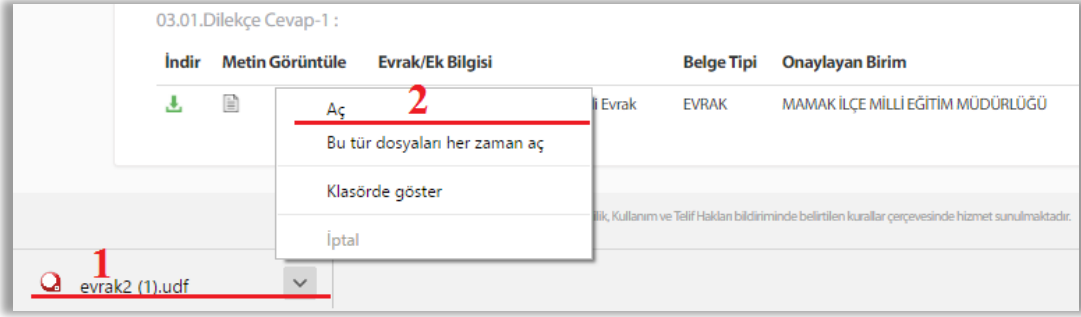 03.01.Dilekçe Cevap-1 :
İndir Metin Görüntüle Evrak/Ek Bilgisi Belge Tipi Onaylayan Birim
Aç 2
li Evrak EVRAK MAMAK İLÇE MİLLİ EĞİTİM MÜDÜRLÜĞÜ
Bu tür dosyaları her zaman aç
Klasörde göster
lilik, Kullanım ve Telif Hakları bildiriminde belirtilen kurallar çerçevesinde hizmet sunulmaktadır.
İptal
1
evrak2 (1).udf